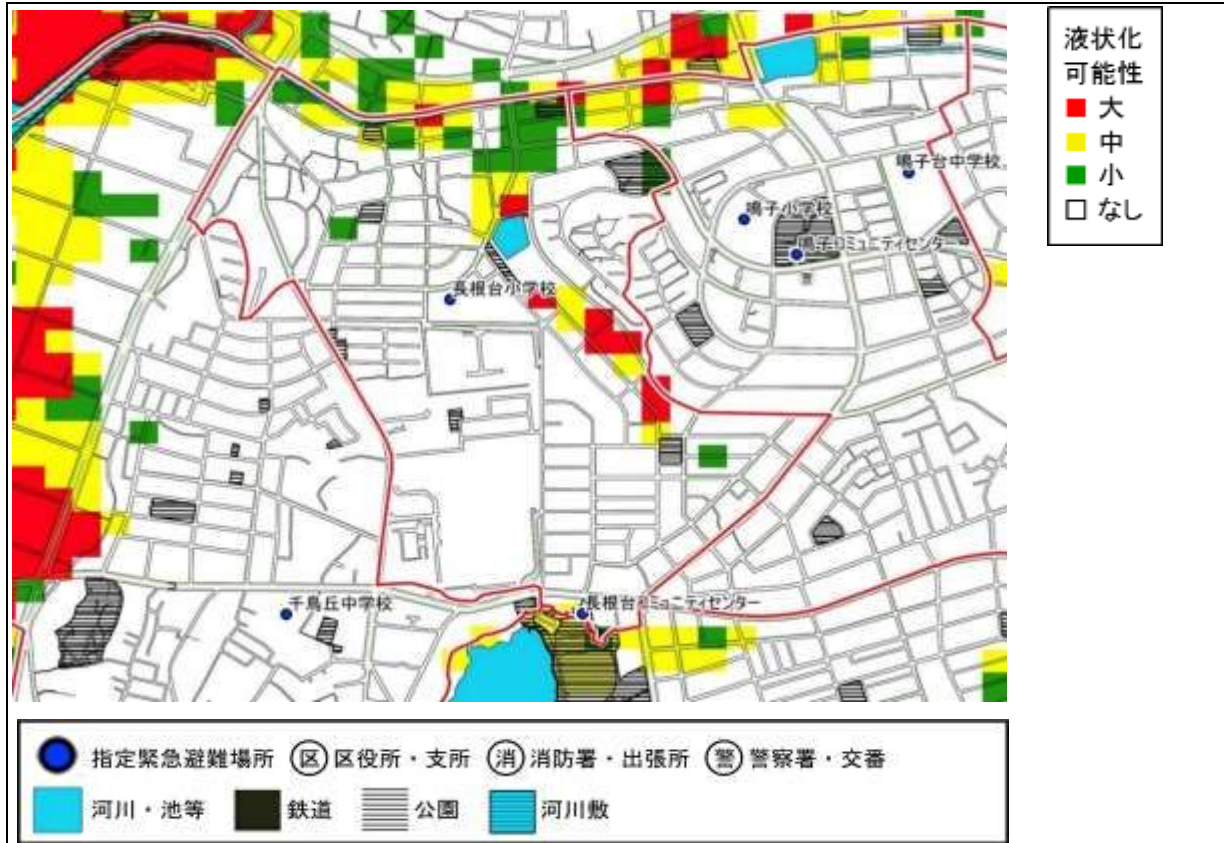 液状化
可能性
大
中
小
なし
鳴子台中学校
鳴子小学校
鳴子コミュニティセンター
長根台小学校
千鳥丘中学校
長根台コミュニティセンター
指定緊急避難場所 区 区役所・支所 消 消防署・出張所 警 警察署・交番
河川・池等 鉄道 公園 河川敷